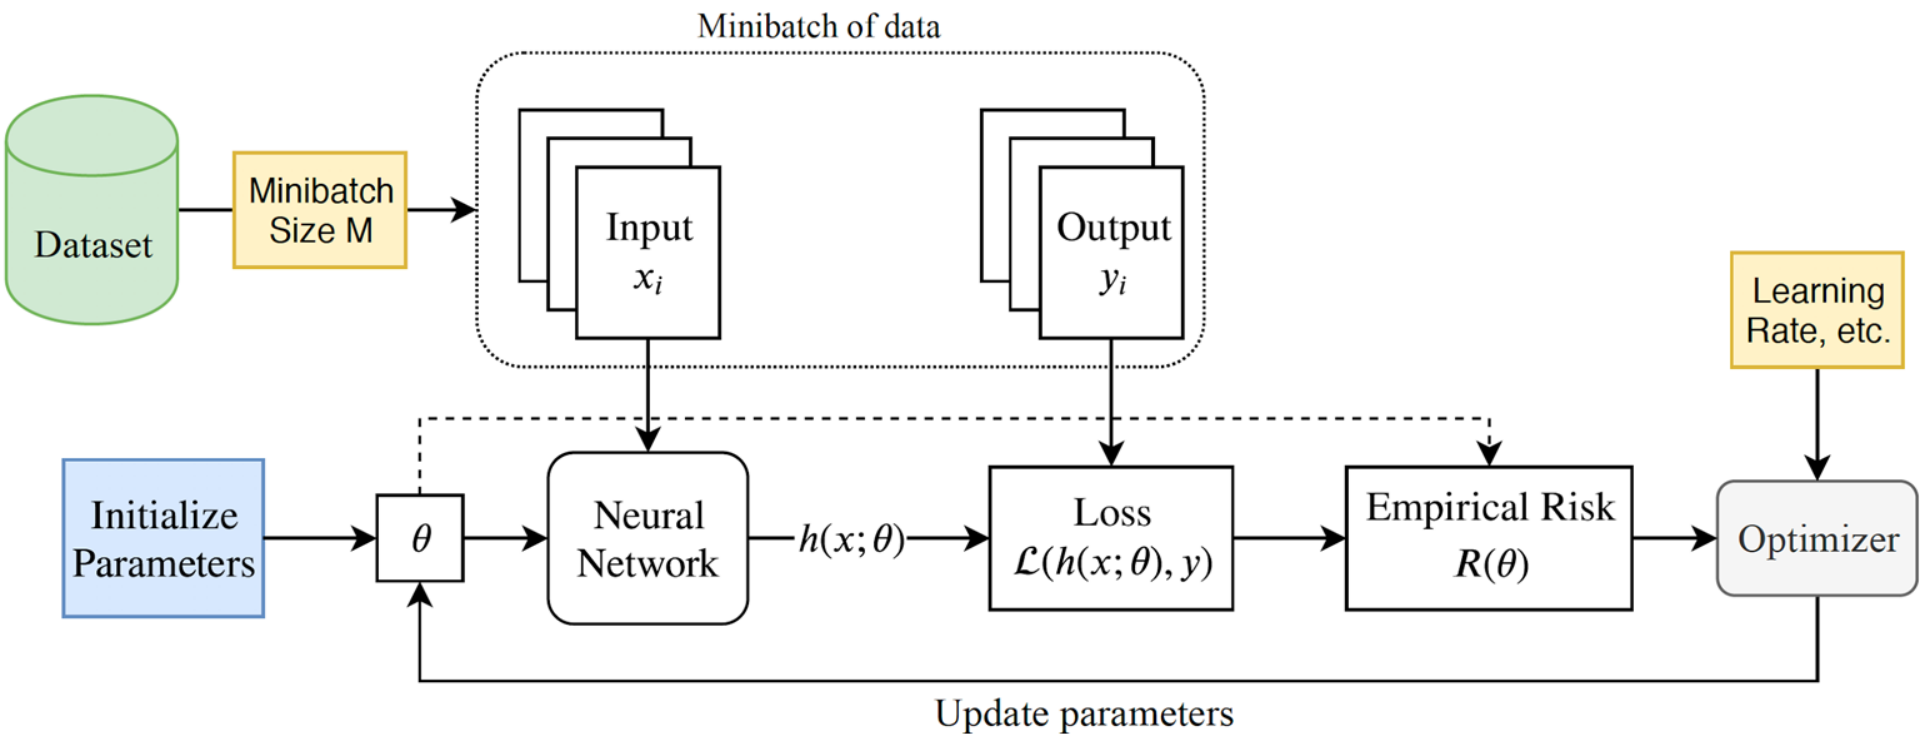 Minibatch of data
Dataset
Minibatch
Size M
Input
xᵢ
Output
yᵢ
Learning
Rate, etc.
Initialize
Parameters
θ
Neural
Network
h(x; θ)
Loss
ℒ(h(x; θ), y)
Empirical Risk
R(θ)
Optimizer
Update parameters